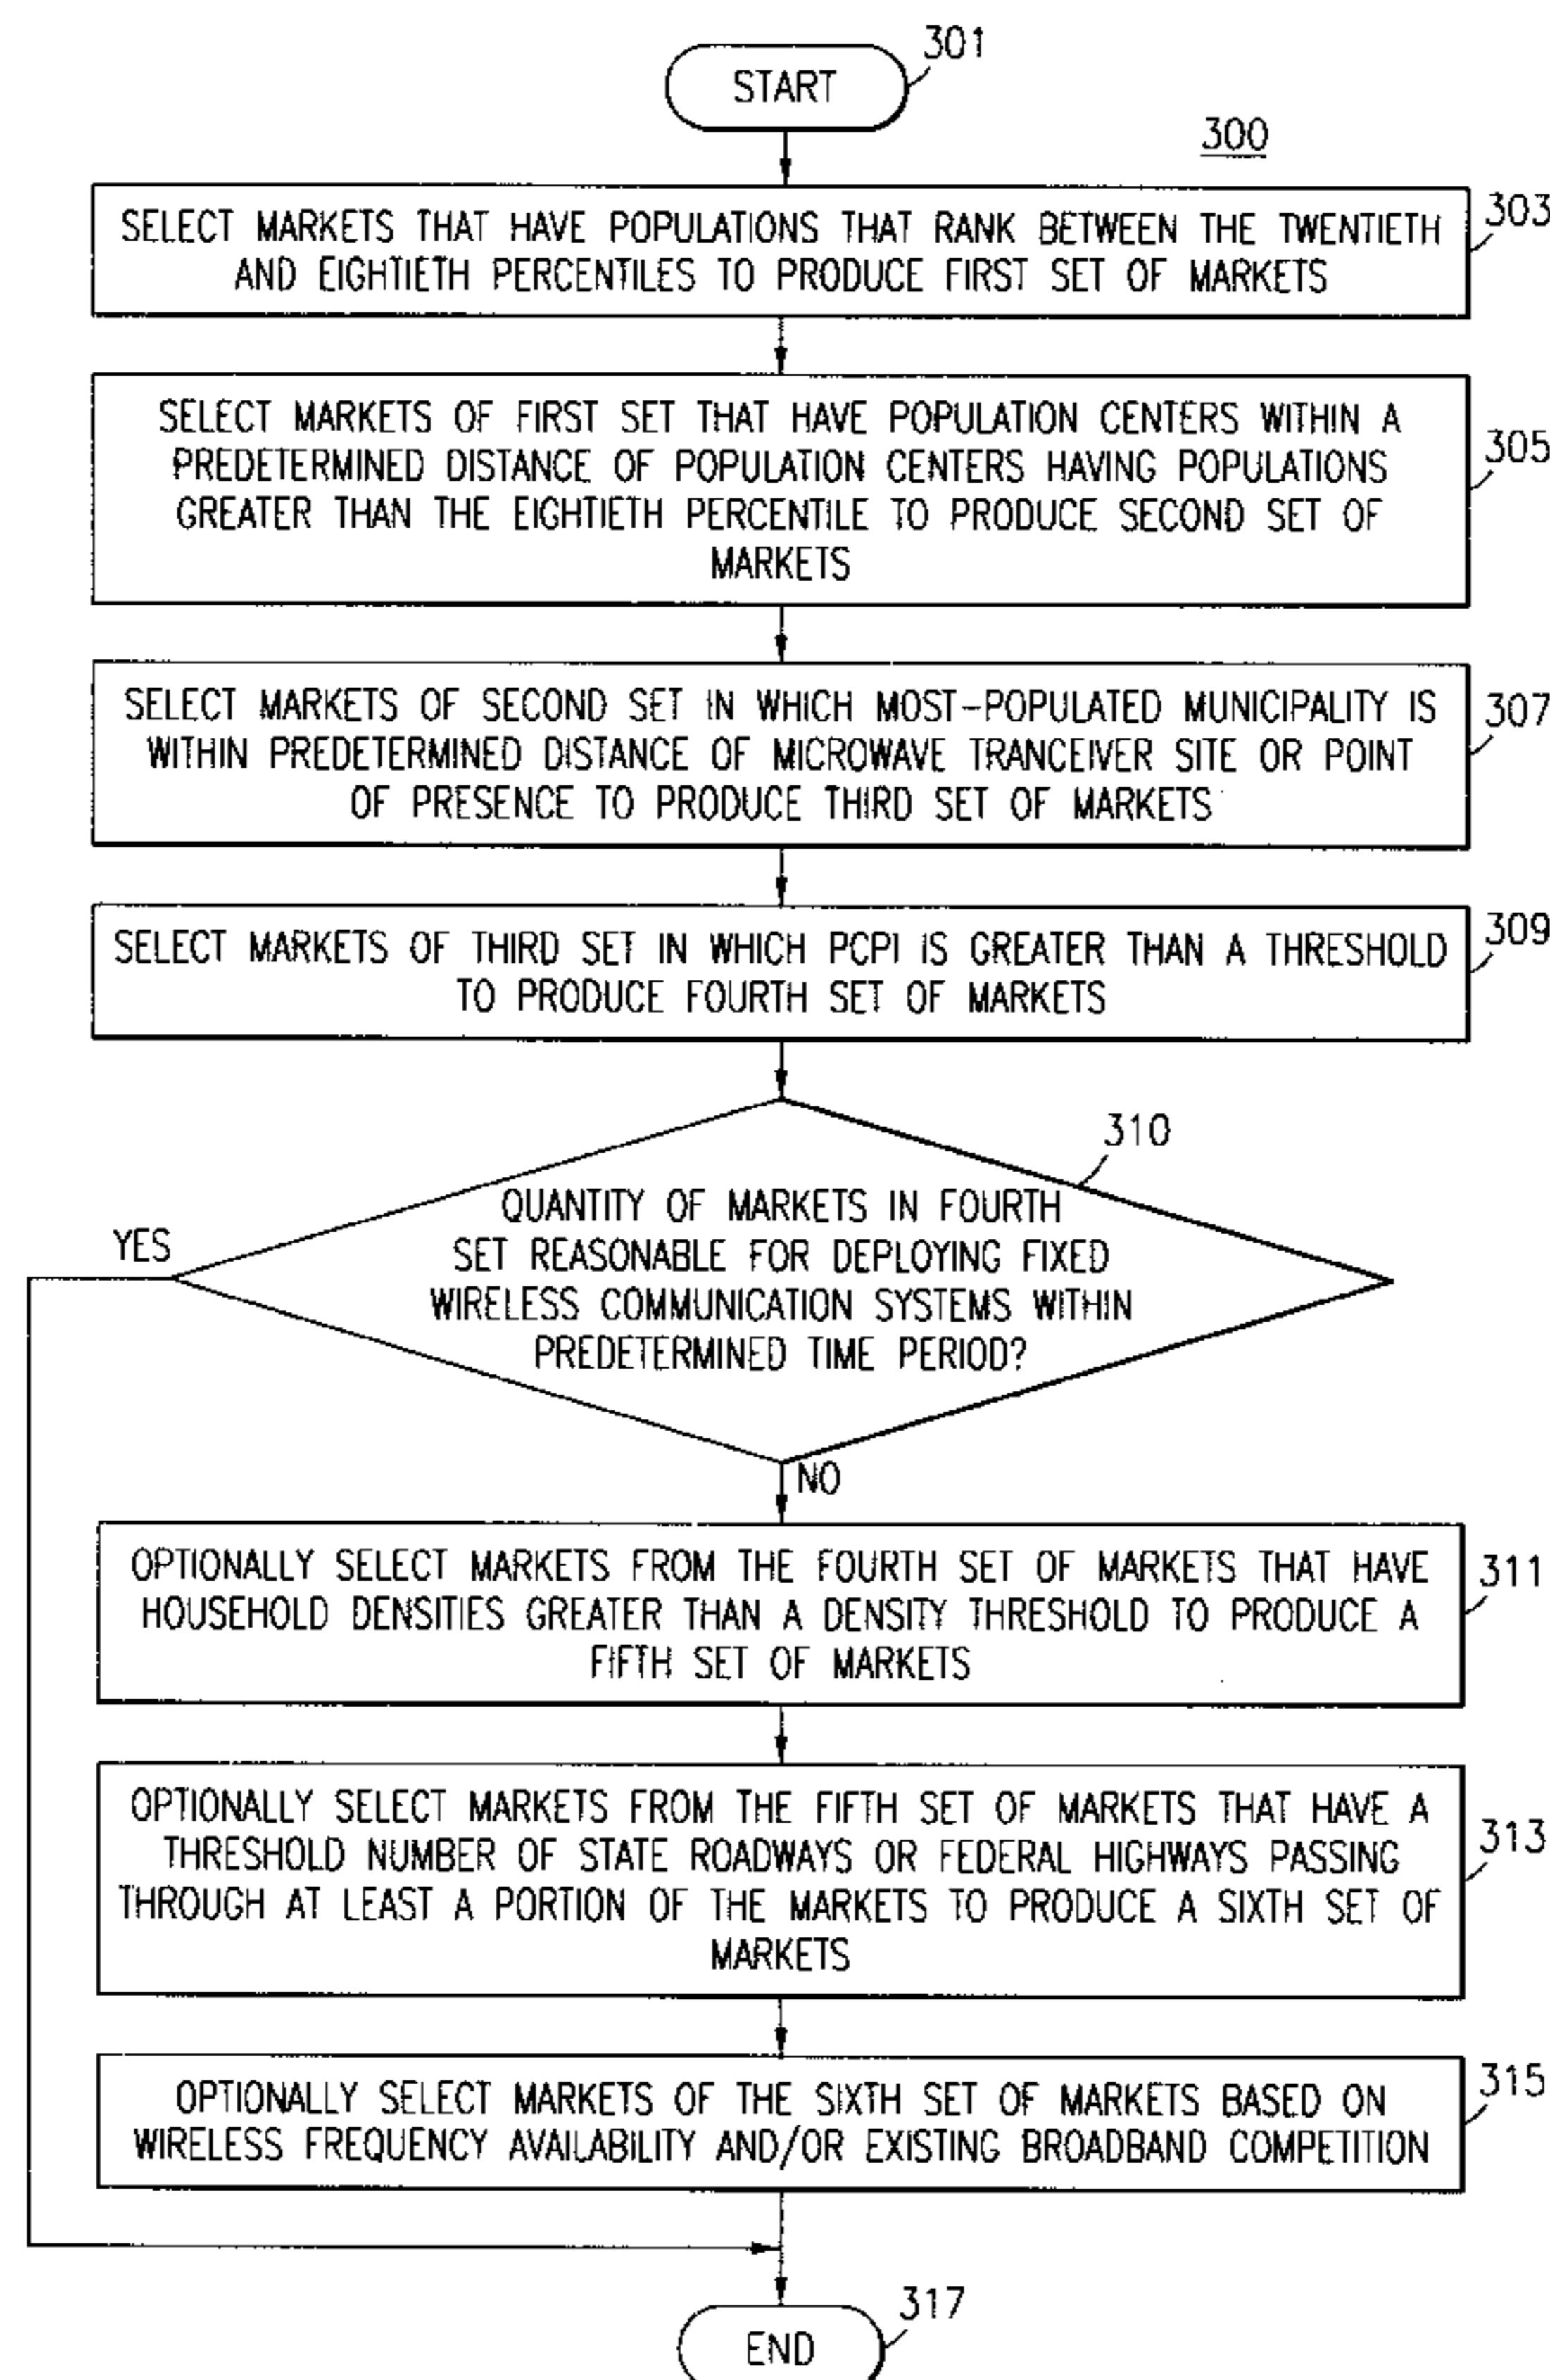 301
START
300
SELECT MARKETS THAT HAVE POPULATIONS THAT RANK BETWEEN THE TWENTIETH
AND EIGHTIETH PERCENTILES TO PRODUCE FIRST SET OF MARKETS
303
SELECT MARKETS OF FIRST SET THAT HAVE POPULATION CENTERS WITHIN A
PREDETERMINED DISTANCE OF POPULATION CENTERS HAVING POPULATIONS
GREATER THAN THE EIGHTIETH PERCENTILE TO PRODUCE SECOND SET OF
MARKETS
305
SELECT MARKETS OF SECOND SET IN WHICH MOST-POPULATED MUNICIPALITY IS
WITHIN PREDETERMINED DISTANCE OF MICROWAVE TRANCEIVER SITE OR POINT
OF PRESENCE TO PRODUCE THIRD SET OF MARKETS
307
SELECT MARKETS OF THIRD SET IN WHICH PCPI IS GREATER THAN A THRESHOLD
TO PRODUCE FOURTH SET OF MARKETS
309
310
QUANTITY OF MARKETS IN FOURTH
SET REASONABLE FOR DEPLOYING FIXED
WIRELESS COMMUNICATION SYSTEMS WITHIN
PREDETERMINED TIME PERIOD?
YES
NO
OPTIONALLY SELECT MARKETS FROM THE FOURTH SET OF MARKETS THAT HAVE
HOUSEHOLD DENSITIES GREATER THAN A DENSITY THRESHOLD TO PRODUCE A
FIFTH SET OF MARKETS
311
OPTIONALLY SELECT MARKETS FROM THE FIFTH SET OF MARKETS THAT HAVE A
THRESHOLD NUMBER OF STATE ROADWAYS OR FEDERAL HIGHWAYS PASSING
THROUGH AT LEAST A PORTION OF THE MARKETS TO PRODUCE A SIXTH SET OF
MARKETS
313
OPTIONALLY SELECT MARKETS OF THE SIXTH SET OF MARKETS BASED ON
WIRELESS FREQUENCY AVAILABILITY AND/OR EXISTING BROADBAND COMPETITION
315
317
END